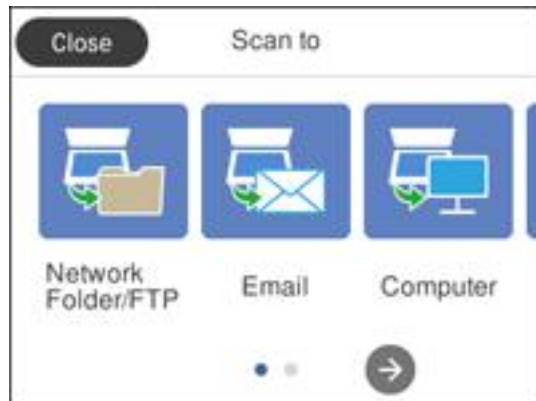 Close
Scan to
Network
Folder/FTP
Email
Computer